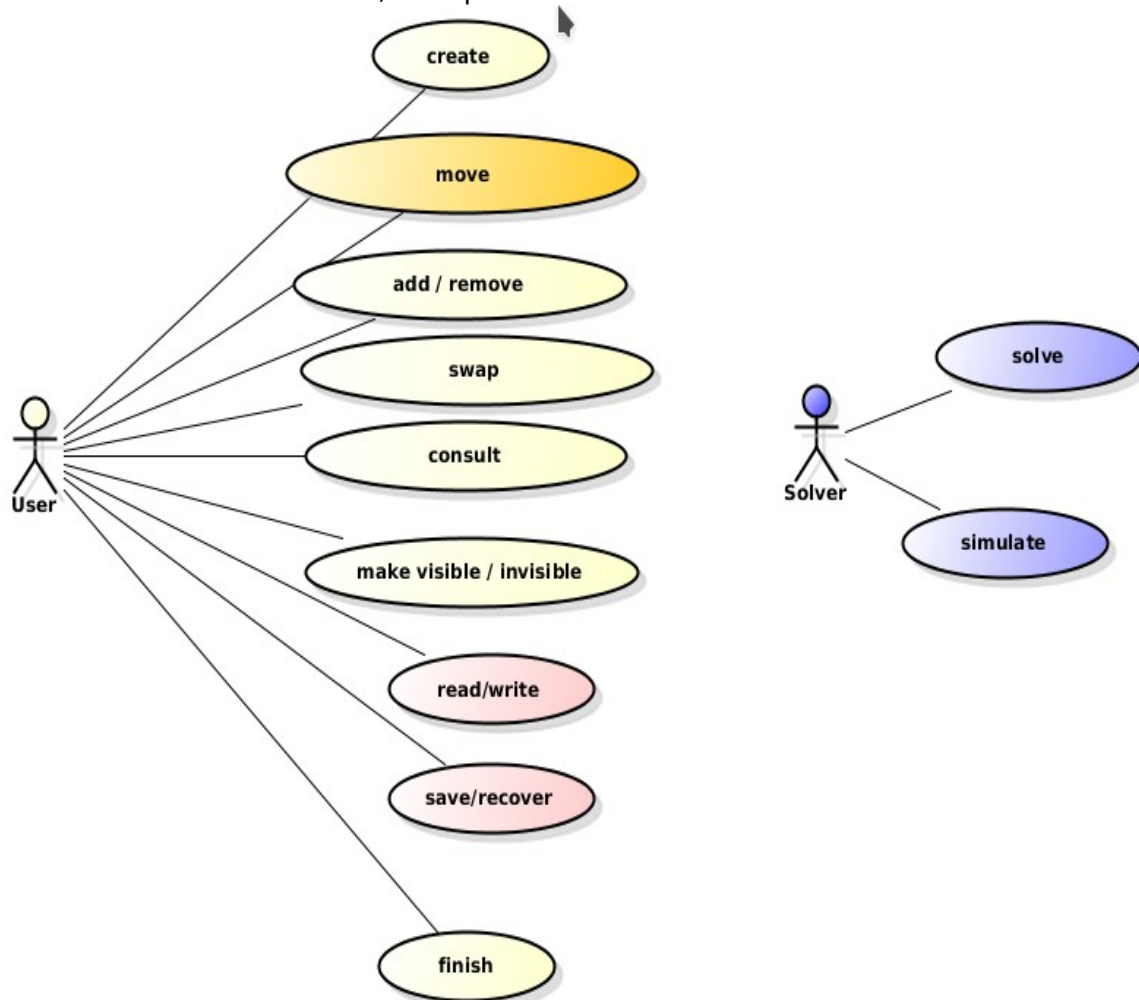 create
move
add / remove
swap
consult
make visible / invisible
read/write
save/recover
finish
User
solve
simulate
Solver